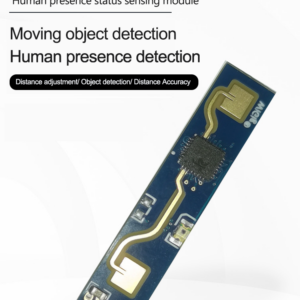 Human presence status sensing module
Moving object detection
Human presence detection
Distance adjustment/ Object detection/ Distance Accuracy